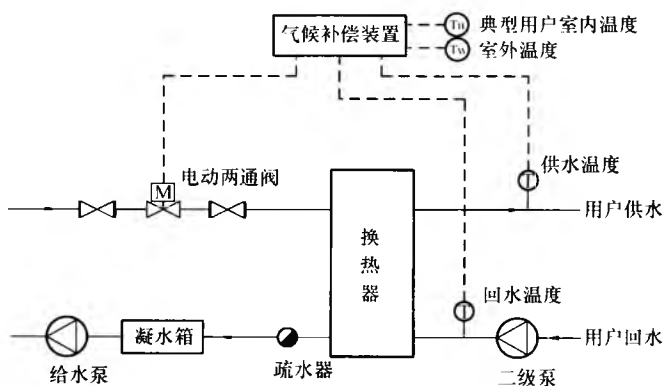 气候补偿装置
Tn
典型用户室内温度
Tw
室外温度
M
电动两通阀
T
供水温度
用户供水
换热器
T
回水温度
用户回水
给水泵
凝水箱
疏水器
二级泵